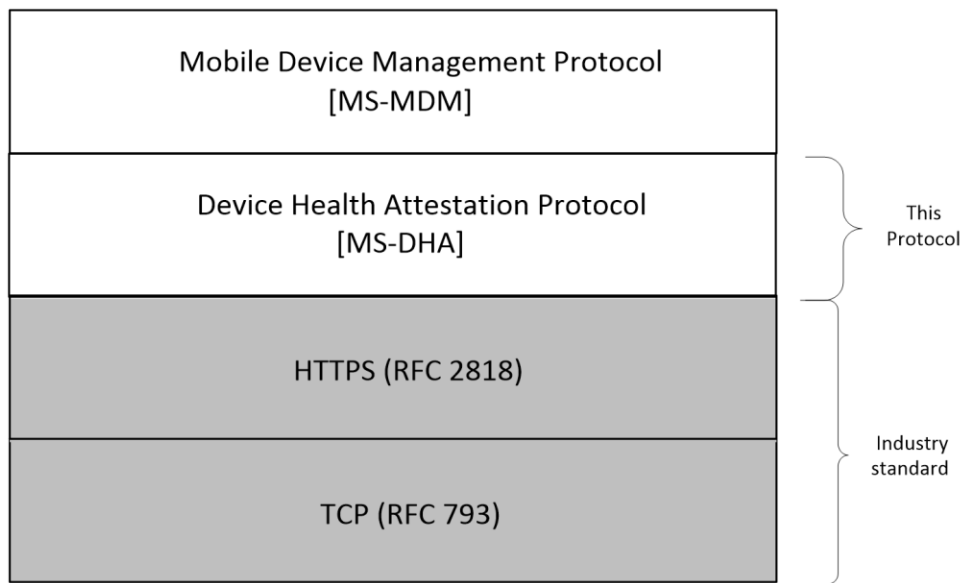 Mobile Device Management Protocol
[MS-MDM]
Device Health Attestation Protocol
[MS-DHA]
This
Protocol
HTTPS (RFC 2818)
TCP (RFC 793)
Industry
standard